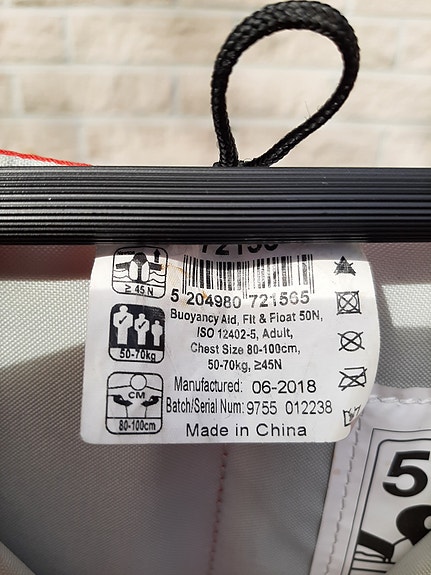 ≥ 45 N
5 204980 721565
Buoyancy Aid, Fit & Float 50N,
ISO 12402-5, Adult,
Chest Size 80-100cm,
50-70kg, ≥45N
50-70kg
Manufactured: 06-2018
CM
Batch/Serial Num: 9755 012238
80-100cm
Made in China
5